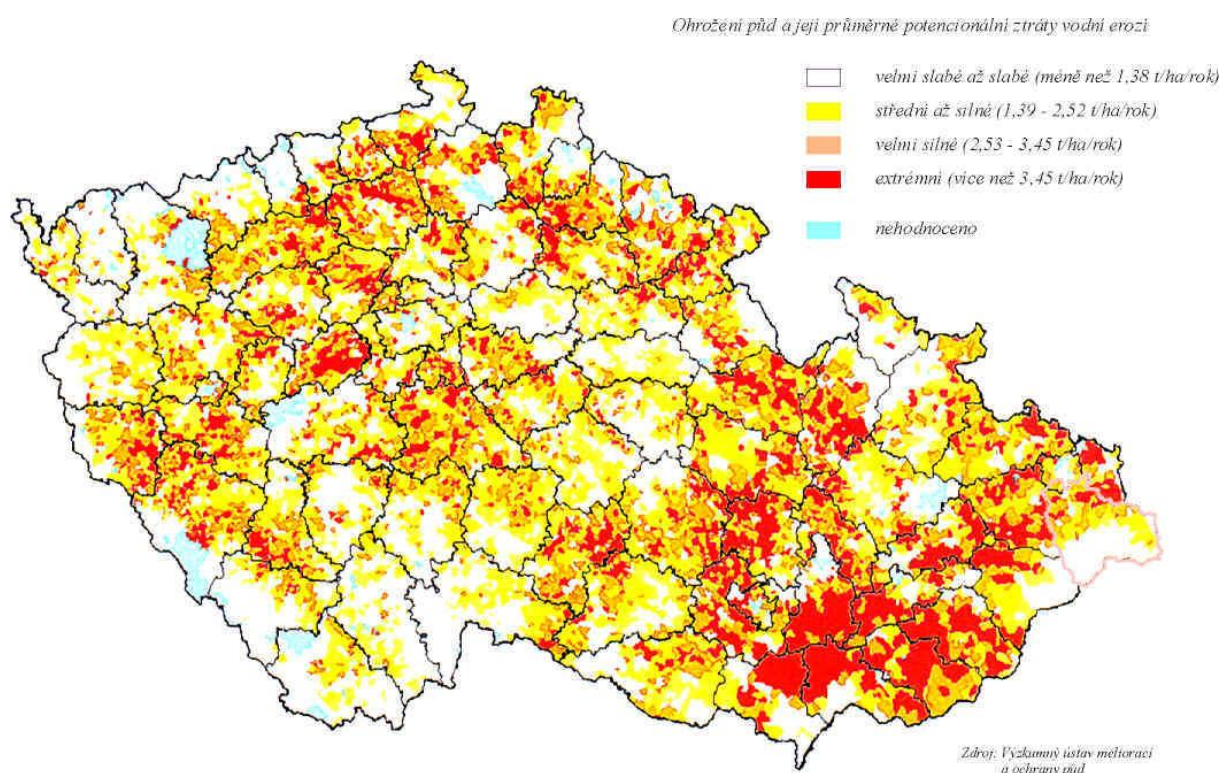 Ohrožení půd a její průměrné potencionální ztráty vodní erozí
velmi slabé až slabé (méně než 1,38 t/ha/rok)
střední až silné (1,39 - 2,52 t/ha/rok)
velmi silné (2,53 - 3,45 t/ha/rok)
extrémní (více než 3,45 t/ha/rok)
nehodnoceno
Zdroj: Výzkumný ústav meliorací
a ochrany půd